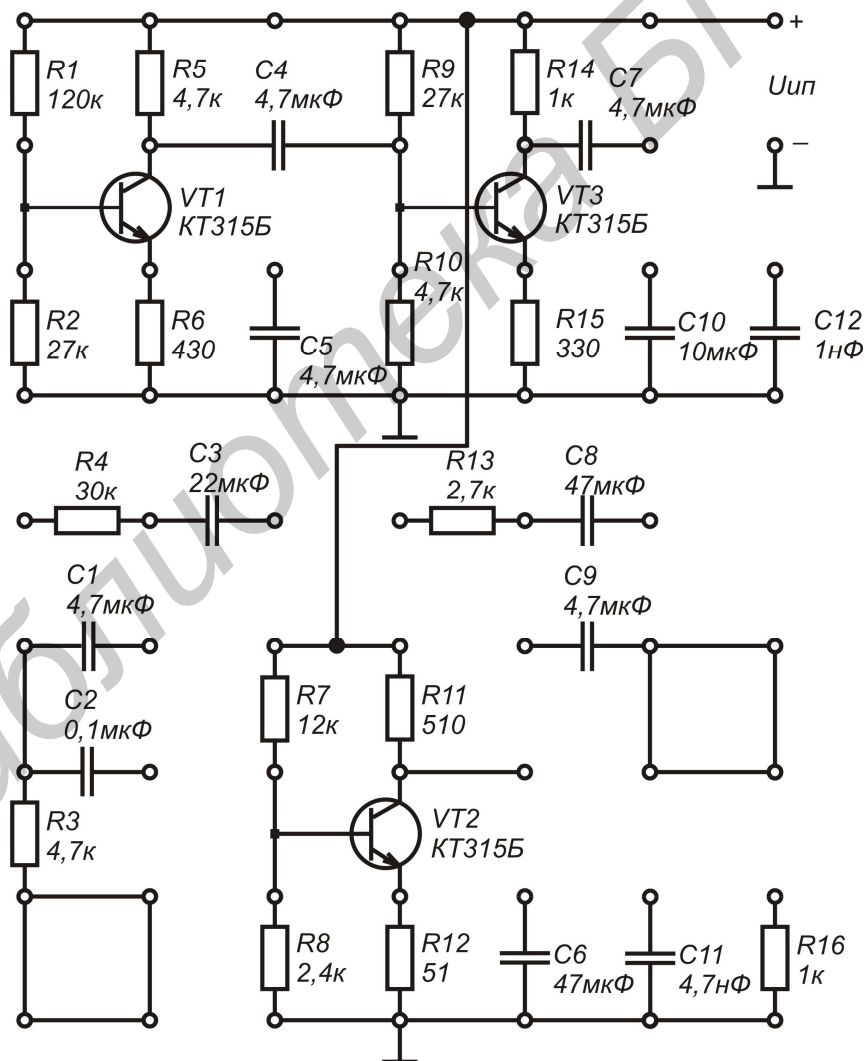 +
R1
120к
R5
4,7к
C4
4,7мкФ
R9
27к
R14
1к
C7
4,7мкФ
Uип
–
VT1
КТ315Б
VT3
КТ315Б
R2
27к
R6
430
C5
4,7мкФ
R10
4,7к
R15
330
C10
10мкФ
C12
1нФ
R4
30к
C3
22мкФ
R13
2,7к
C8
47мкФ
C1
4,7мкФ
C9
4,7мкФ
C2
0,1мкФ
R7
12к
R11
510
R3
4,7к
VT2
КТ315Б
R8
2,4к
R12
51
C6
47мкФ
C11
4,7нФ
R16
1к